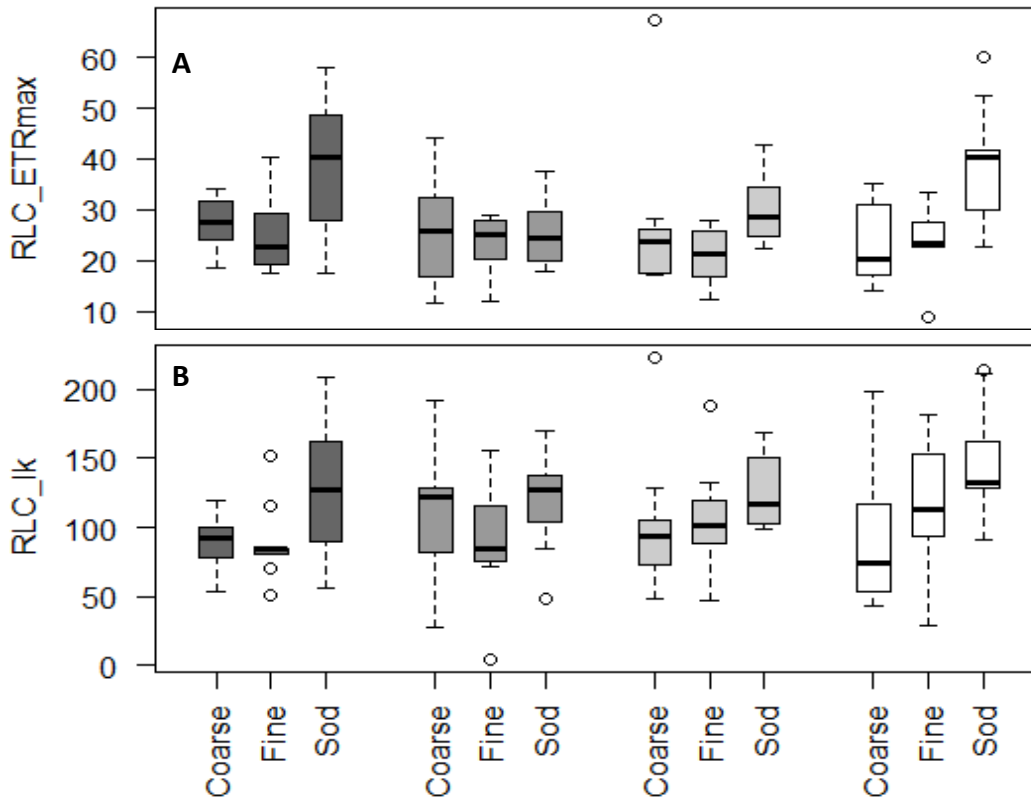 A
RLC_ETRmax
60
50
40
30
20
10
B
RLC_Ik
200
150
100
50
0
Coarse
Fine
Sod
Coarse
Fine
Sod
Coarse
Fine
Sod
Coarse
Fine
Sod